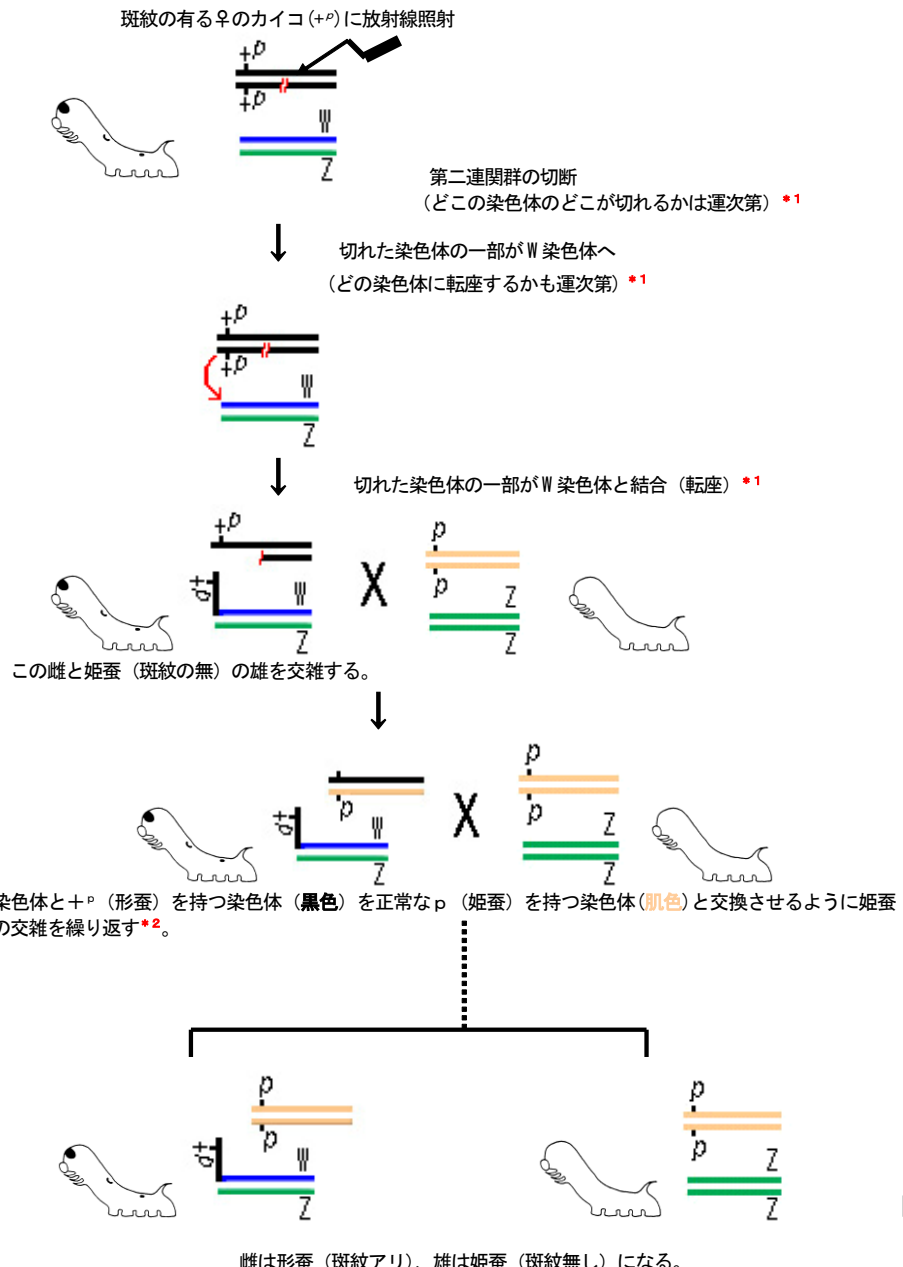 斑紋の有る♀のカイコ(+ᵖ)に放射線照射
+p
+p
W
Z
第二連関群の切断
(どこの染色体のどこが切れるかは運次第)*1
切れた染色体の一部がW染色体へ
(どの染色体に転座するかも運次第)*1
+p
+p
W
Z
切れた染色体の一部がW染色体と結合(転座)*1
+p
+p
W
Z
X
p
p
Z
Z
この雌と姫蚕(斑紋の無)の雄を交雑する。
p
+p
W
Z
X
p
p
Z
Z
染色体と+ᵖ(形蚕)を持つ染色体(黒色)を正常なp(姫蚕)を持つ染色体(肌色)と交換させるように姫蚕
の交雑を繰り返す*2。
p
p
+p
W
Z
p
p
Z
Z
雌は形蚕(斑紋アリ)、雄は姫蚕(斑紋無し)になる。